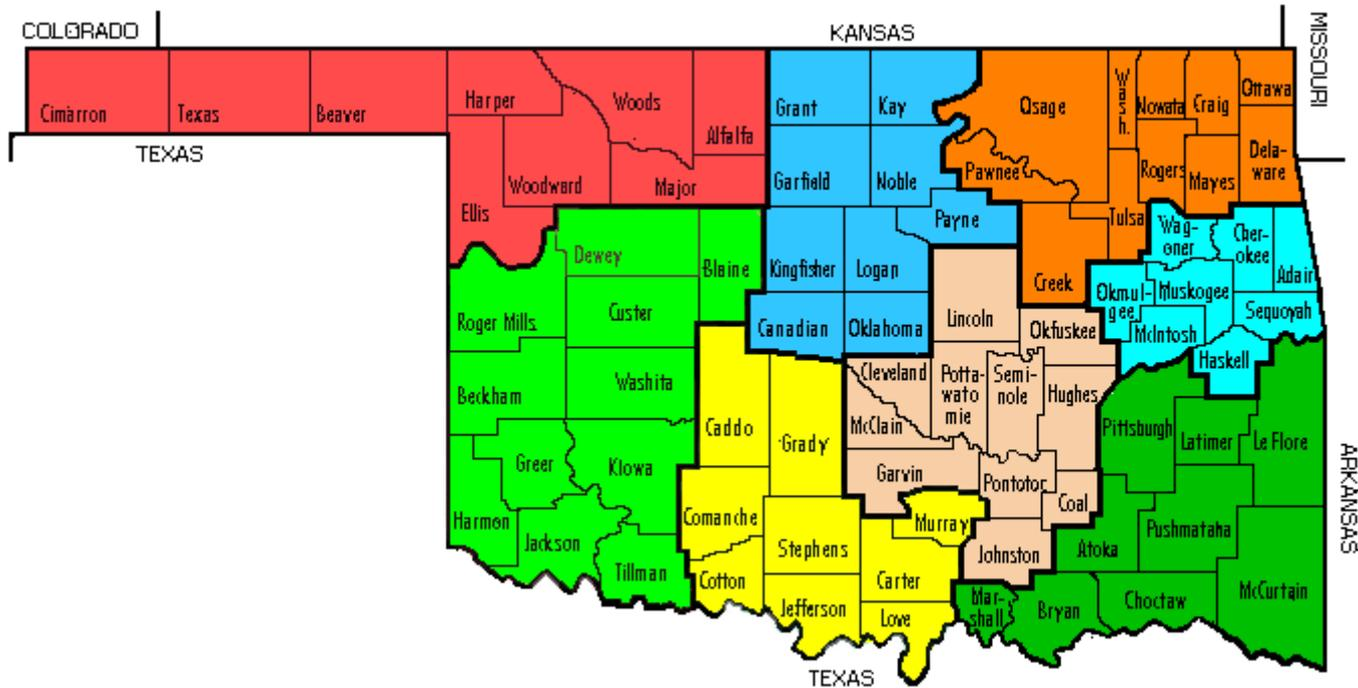 COLORADO
KANSAS
MISSOURI
Cimarron
Texas
Beaver
Harper
Woods
Alfalfa
Grant
Kay
Osage
Wash.
Nowata
Craig
Ottawa
TEXAS
Ellis
Woodward
Major
Garfield
Noble
Pawnee
Rogers
Mayes
Dela-
ware
Payne
Tulsa
Wag-
oner
Cher-
okee
Adair
Dewey
Blaine
Kingfisher
Logan
Creek
Okmul-
gee
Muskogee
Sequoyah
Roger Mills
Custer
Canadian
Oklahoma
Lincoln
Okfuskee
McIntosh
Haskell
Beckham
Washita
Caddo
Grady
Cleveland
Potta-
wato
mie
Semi-
nole
Hughes
McClain
Pittsburgh
Latimer
Le Flore
Greer
KIowa
Garvin
Pontotoc
Coal
Harmon
Jackson
Comanche
Murray
Pushmataha
Stephens
Johnston
Atoka
Tillman
Cotton
Carter
Jefferson
Love
Mar-
shall
Bryan
Choctaw
McCurtain
ARKANSAS
TEXAS